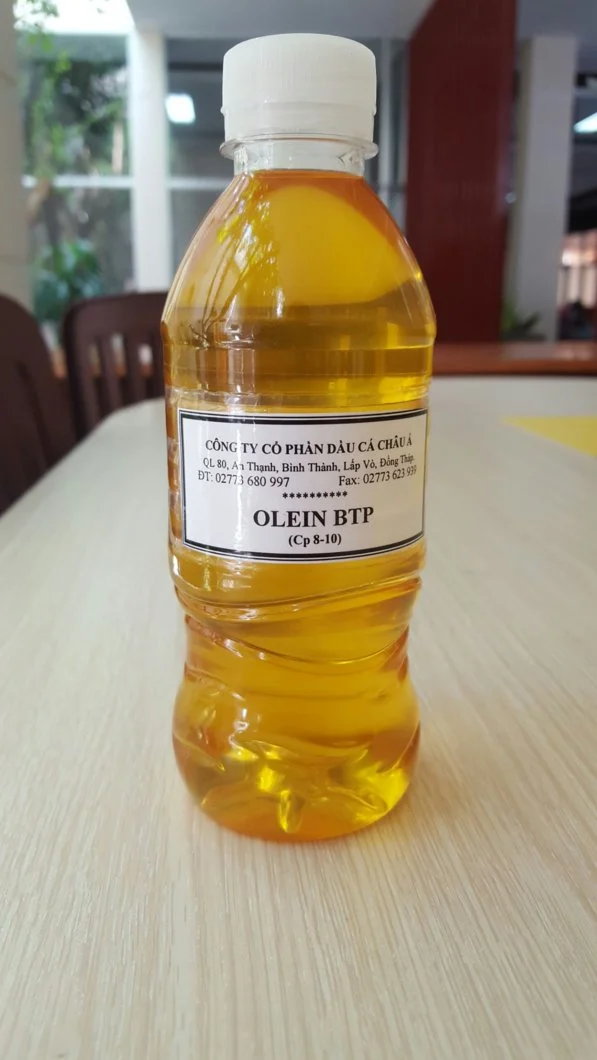 CÔNG TY CỔ PHẦN DẦU CÁ CHÂU Á
QL 80, An Thạnh, Bình Thành, Lấp Vò, Đồng Tháp.
ĐT: 02773 680 997 Fax: 02773 623 939
**********
OLEIN BTP
(Cp 8-10)